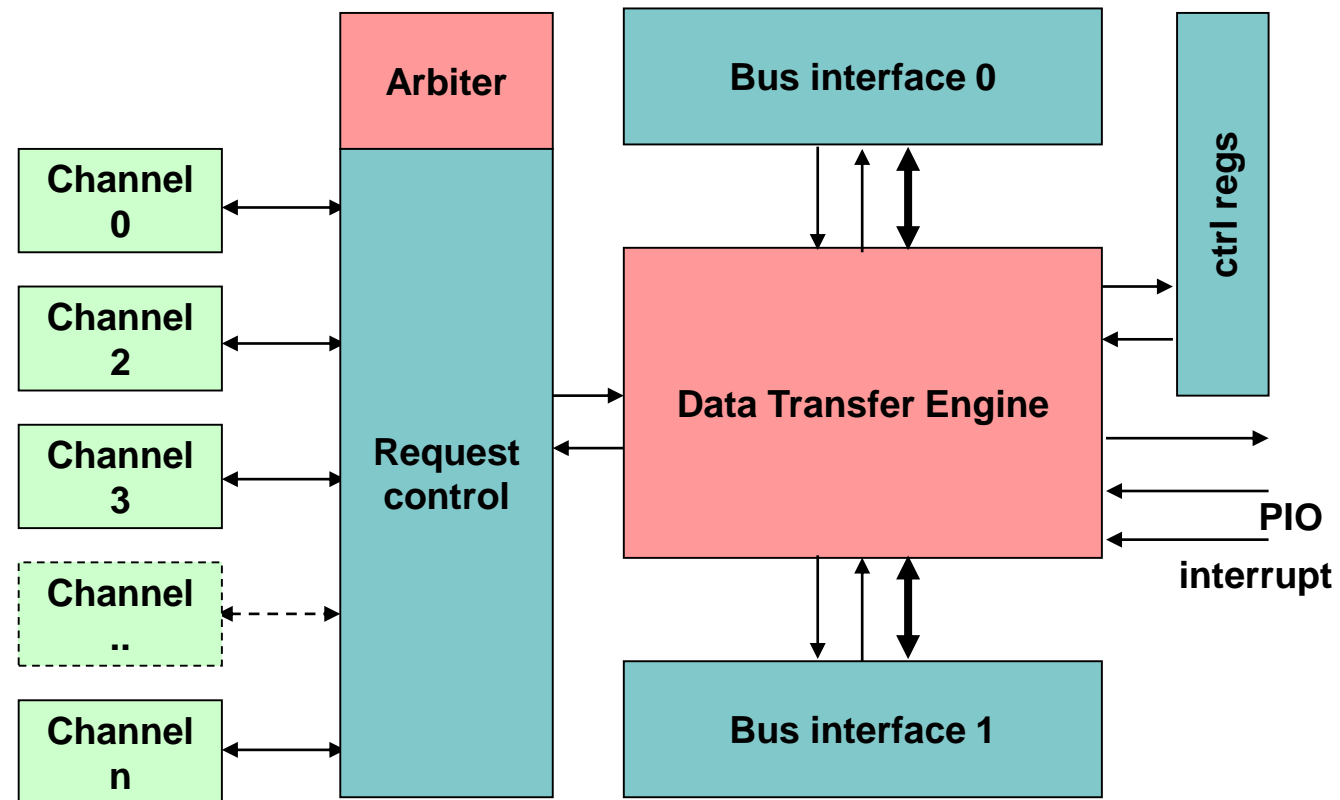 Arbiter
Bus interface 0
ctrl regs
Channel
0
Channel
2
Channel
3
Channel
..
Channel
n
Request
control
Data Transfer Engine
PIO
interrupt
Bus interface 1